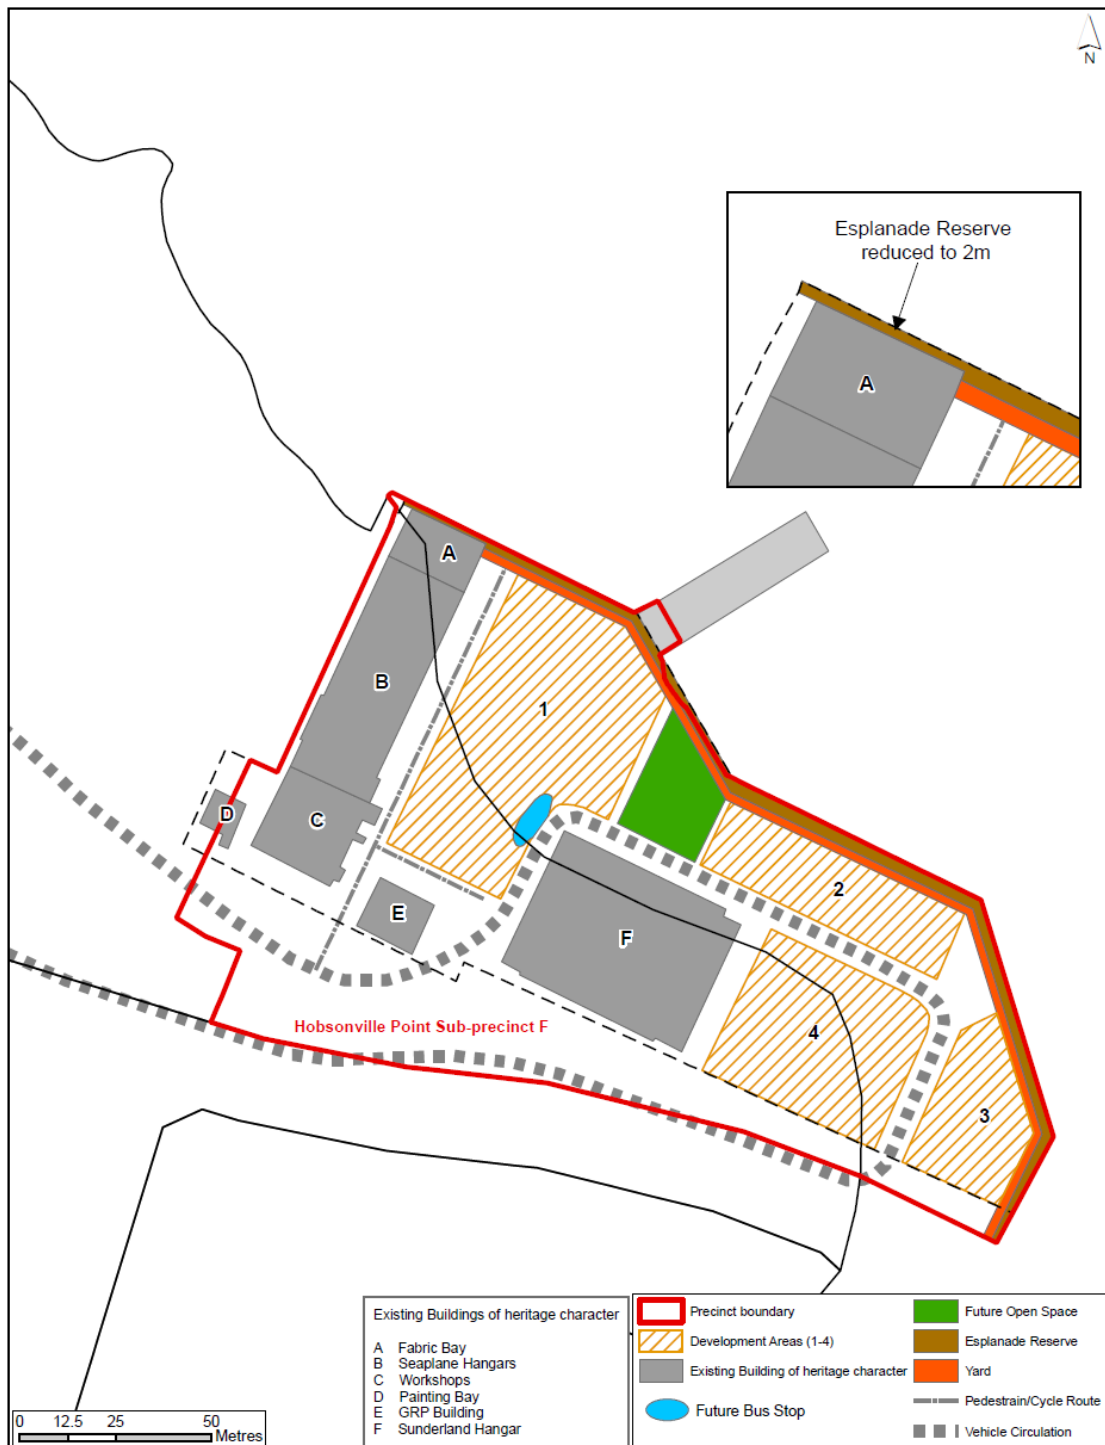 N
Esplanade Reserve
reduced to 2m
A
A
B
1
D
C
E
F
2
4
3
Hobsonville Point Sub-precinct F
Existing Buildings of heritage character
A Fabric Bay
B Seaplane Hangars
C Workshops
D Painting Bay
E GRP Building
F Sunderland Hangar
Precinct boundary
Development Areas (1-4)
Existing Building of heritage character
Future Bus Stop
Future Open Space
Esplanade Reserve
Yard
Pedestrain/Cycle Route
Vehicle Circulation
0 12.5 25 50
Metres